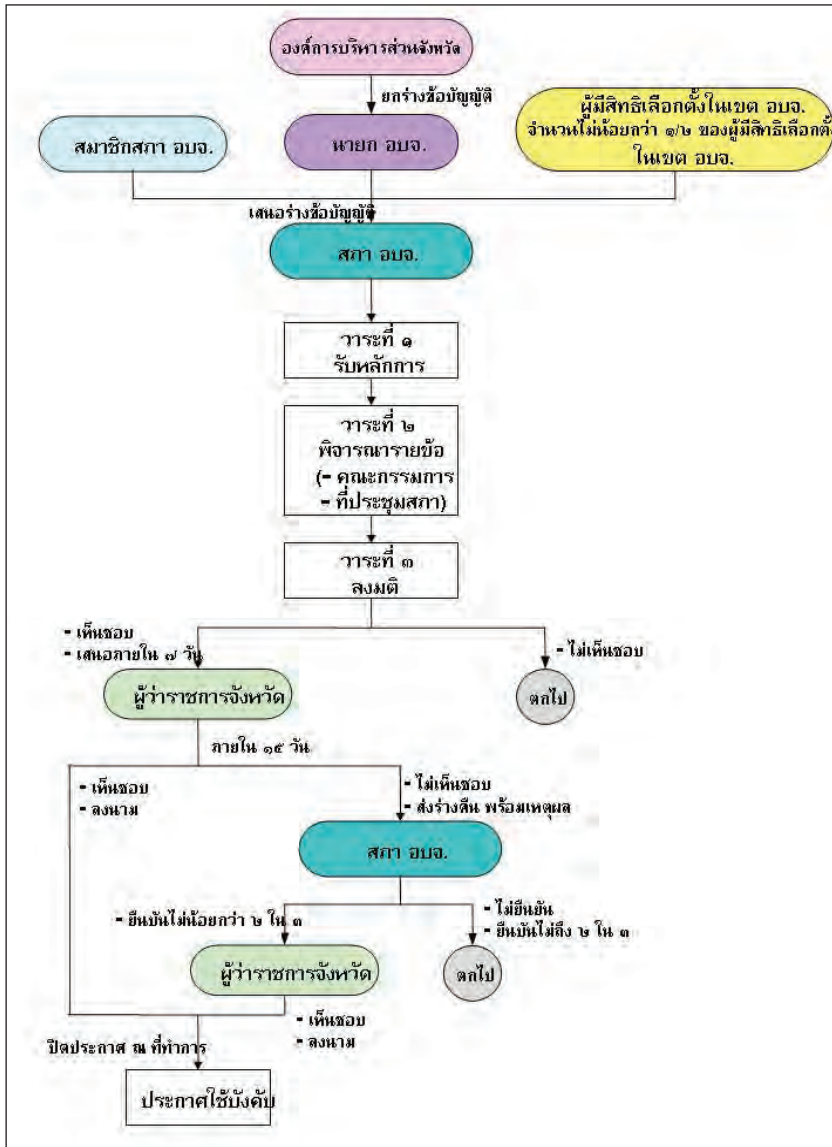 องค์การบริหารส่วนจังหวัด
ยกร่างข้อบัญญัติ
สมาชิกสภา อบจ.
นายก อบจ.
ผู้มีสิทธิเลือกตั้งในเขต อบจ.
จำนวนไม่น้อยกว่า ๑/๒ ของผู้มีสิทธิเลือกตั้
ในเขต อบจ.
เสนอร่างข้อบัญญัติ
สภา อบจ.
วาระที่ ๑
รับหลักการ
วาระที่ ๒
พิจารณารายข้อ
(- คณะกรรมการ
- ที่ประชุมสภา)
วาระที่ ๓
ลงมติ
- เห็นชอบ
- เสนอภายใน ๗ วัน
- ไม่เห็นชอบ
ผู้ว่าราชการจังหวัด
ตกไป
ภายใน ๑๕ วัน
- เห็นชอบ
- ลงนาม
- ไม่เห็นชอบ
- ส่งร่างคืน พร้อมเหตุผล
สภา อบจ.
- ยืนยันไม่น้อยกว่า ๒ ใน ๓
- ไม่ยืนยัน
- ยืนยันไม่ถึง ๒ ใน ๓
ผู้ว่าราชการจังหวัด
ตกไป
- เห็นชอบ
- ลงนาม
ปิดประกาศ ณ ที่ทำการ
ประกาศใช้บังคับ